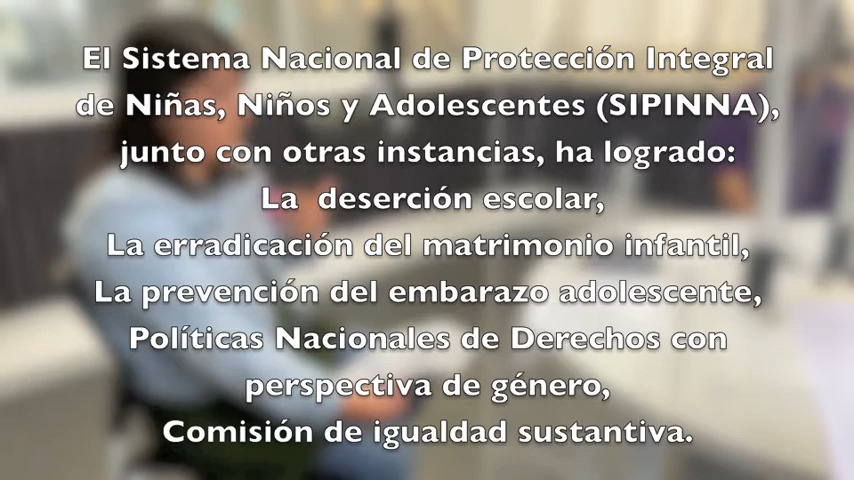 El Sistema Nacional de Protección Integral
de Niñas, Niños y Adolescentes (SIPINNA),
junto con otras instancias, ha logrado:
La deserción escolar,
La erradicación del matrimonio infantil,
La prevención del embarazo adolescente,
Políticas Nacionales de Derechos con
perspectiva de género,
Comisión de igualdad sustantiva.